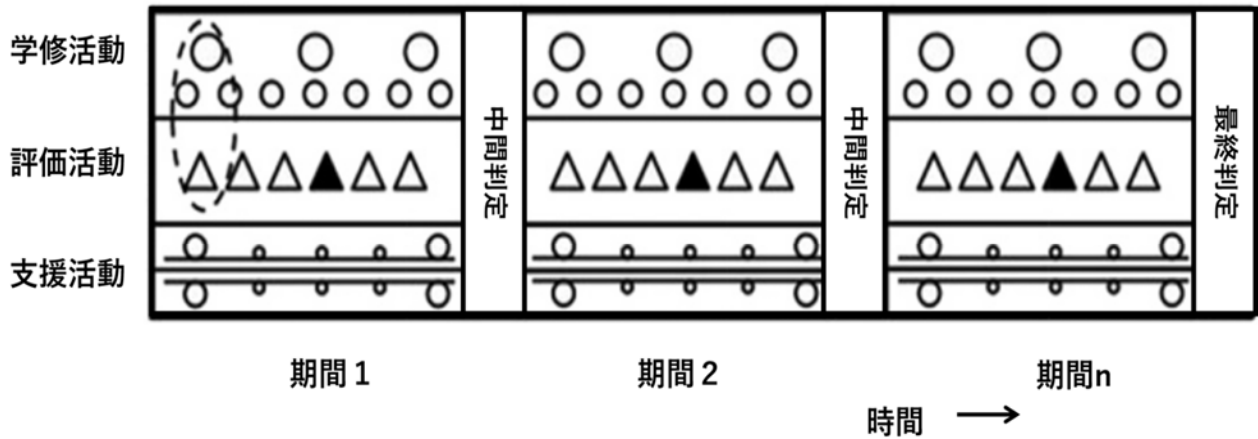 学修活動
評価活動
支援活動
中間判定
中間判定
最終判定
期間1
期間2
期間n
時間 →